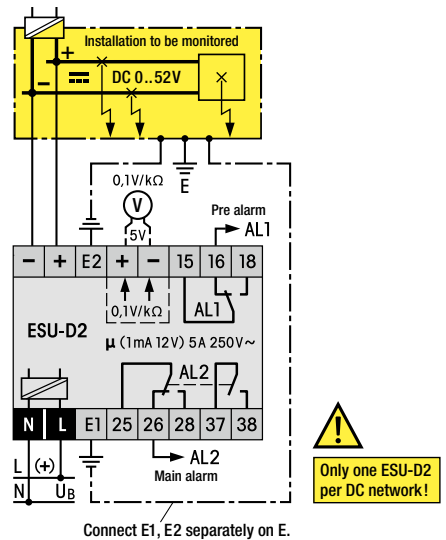 Installation to be monitored
+
− DC 0..52V
E
0,1V/kΩ
V
5V
Pre alarm
AL1
− + E2 + − 15 16 18
0,1V/kΩ
AL1
ESU-D2
µ (1mA 12V) 5A 250V~
AL2
N L E1 25 26 28 37 38
L (+)
N UB
AL2
Main alarm
!
Only one ESU-D2
per DC network!
Connect E1, E2 separately on E.